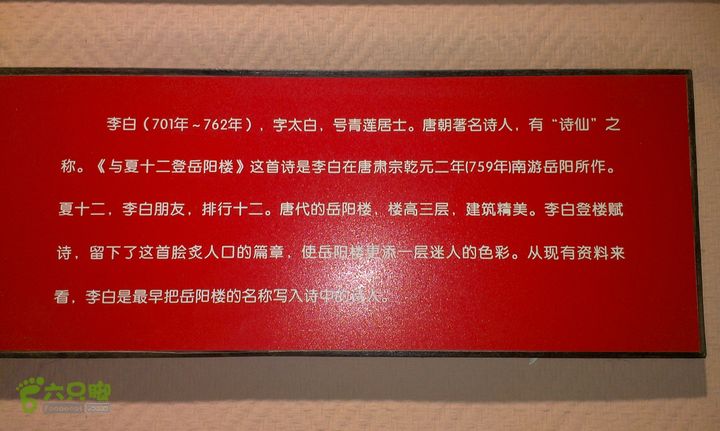 李白（701年～762年），字太白，号青莲居士。唐朝著名诗人，有“诗仙”之
称。《与夏十二登岳阳楼》这首诗是李白在唐肃宗乾元二年(759年)南游岳阳所作。
夏十二，李白朋友，排行十二。唐代的岳阳楼，楼高三层，建筑精美。李白登楼赋
诗，留下了这首脍炙人口的篇章，使岳阳楼更添一层迷人的色彩。从现有资料来
看，李白是最早把岳阳楼的名称写入诗中的诗人。
六只脚